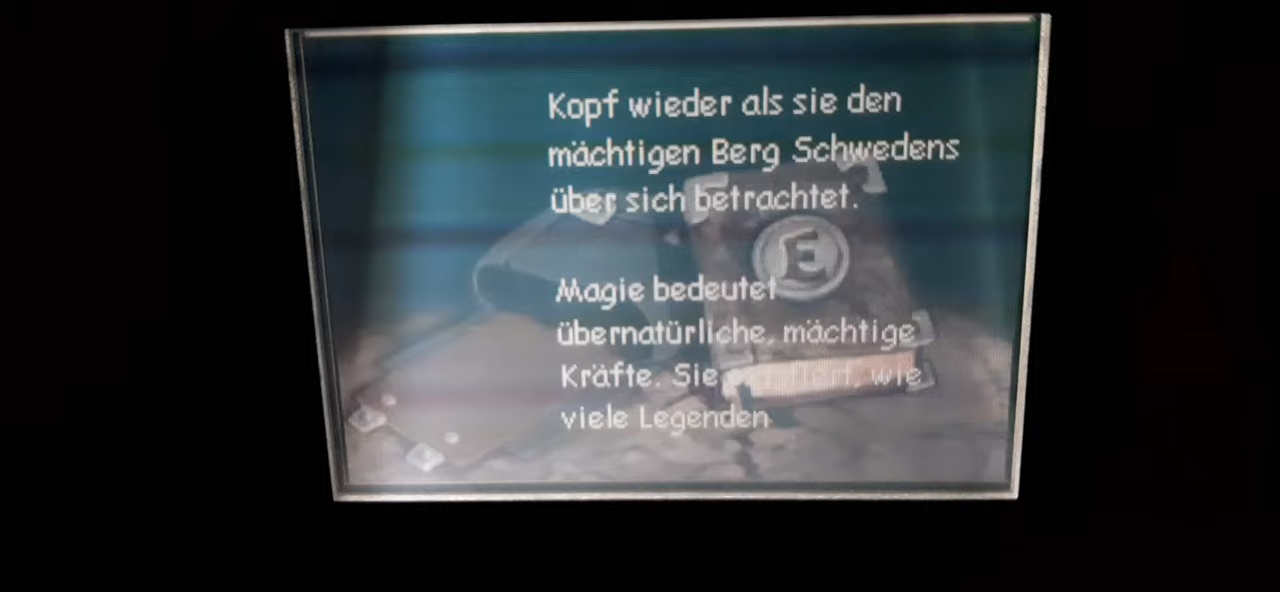 Kopf wieder als sie den
mächtigen Berg Schwedens
über sich betrachtet.
E
Magie bedeutet
übernatürliche, mächtige
Kräfte. Sie wie
viele Legenden